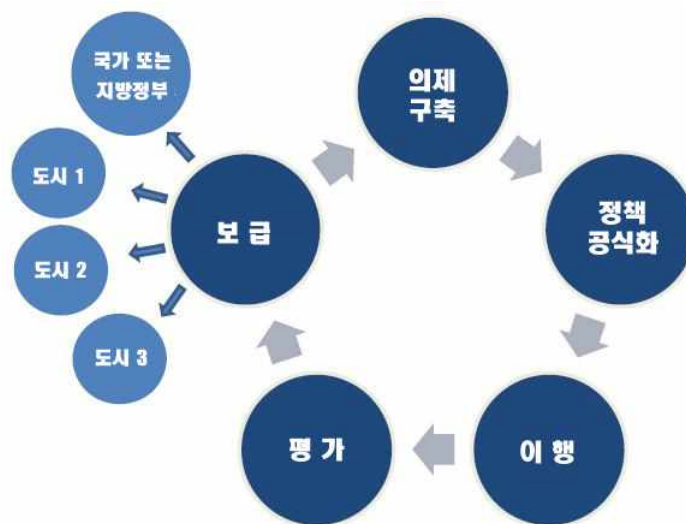 국가 또는
지방정부
의제
구축
도시 1
보 급
정책
공식화
도시 2
도시 3
평 가
이 행